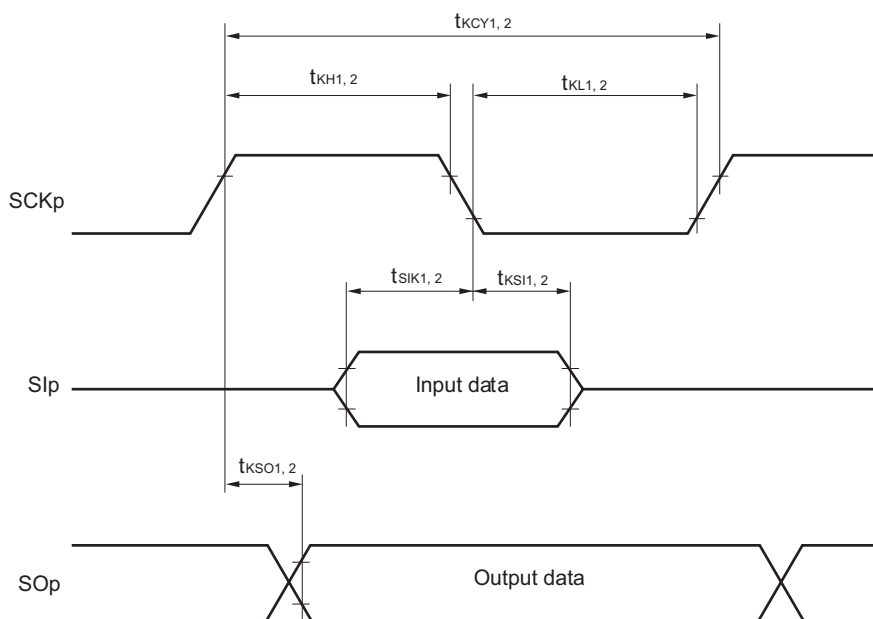 tKCY1, 2
tKH1, 2
tKL1, 2
SCKp
tSIK1, 2
tKSI1, 2
SIp
Input data
tKSO1, 2
SOp
Output data